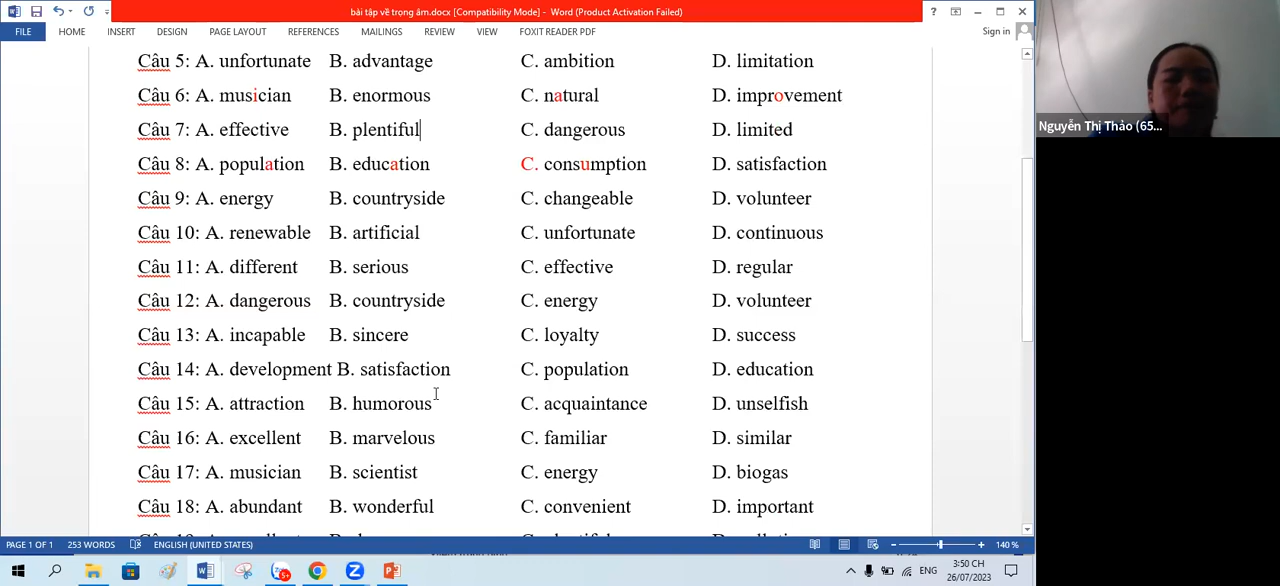 bài tập về trọng âm.docx [Compatibility Mode] - Word (Product Activation Failed)
FILE HOME INSERT DESIGN PAGE LAYOUT REFERENCES MAILINGS REVIEW VIEW FOXIT READER PDF Sign in
Câu 5: A. unfortunate B. advantage C. ambition D. limitation
Câu 6: A. musician B. enormous C. natural D. improvement
Câu 7: A. effective B. plentiful C. dangerous D. limited
Câu 8: A. population B. education C. consumption D. satisfaction
Câu 9: A. energy B. countryside C. changeable D. volunteer
Câu 10: A. renewable B. artificial C. unfortunate D. continuous
Câu 11: A. different B. serious C. effective D. regular
Câu 12: A. dangerous B. countryside C. energy D. volunteer
Câu 13: A. incapable B. sincere C. loyalty D. success
Câu 14: A. development B. satisfaction C. population D. education
Câu 15: A. attraction B. humorous C. acquaintance D. unselfish
Câu 16: A. excellent B. marvelous C. familiar D. similar
Câu 17: A. musician B. scientist C. energy D. biogas
Câu 18: A. abundant B. wonderful C. convenient D. important
PAGE 1 OF 1 253 WORDS ENGLISH (UNITED STATES) 140 %
ENG 3:50 CH
26/07/2023
Nguyễn Thị Thảo (65...